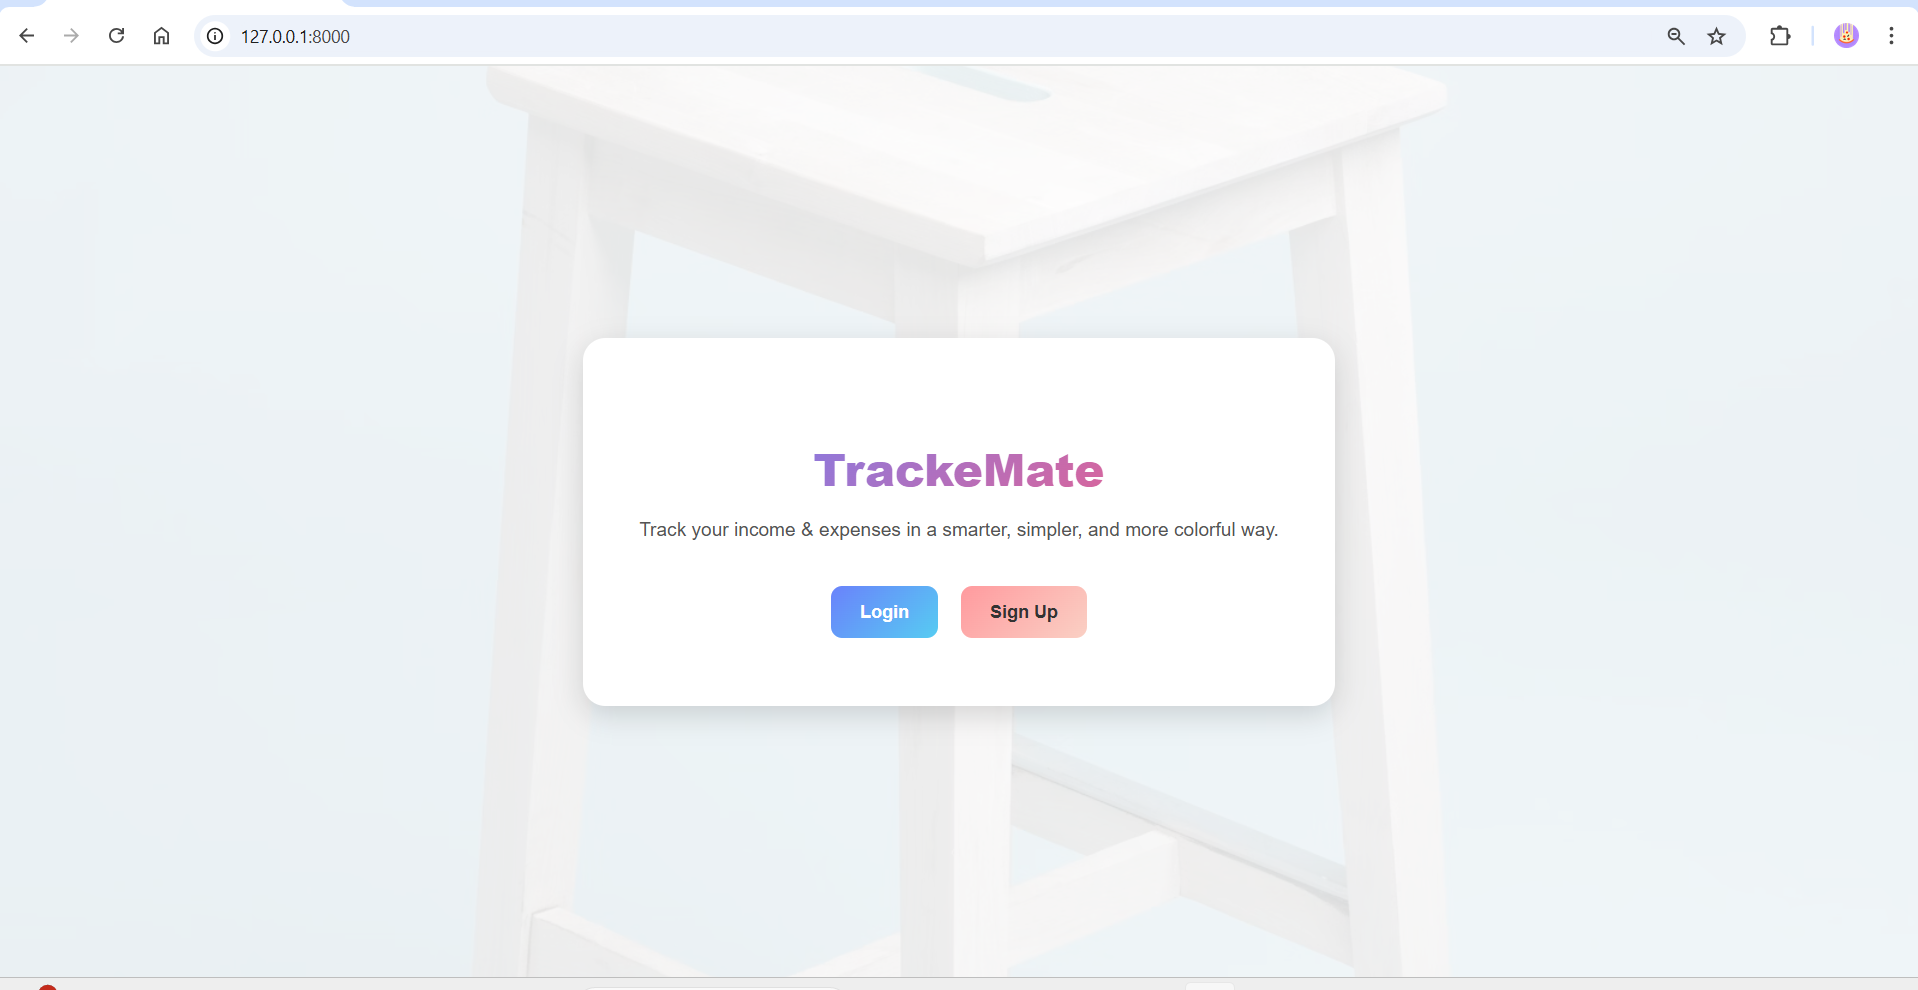 127.0.0.1:8000
TrackeMate
Track your income & expenses in a smarter, simpler, and more colorful way.
Login
Sign Up